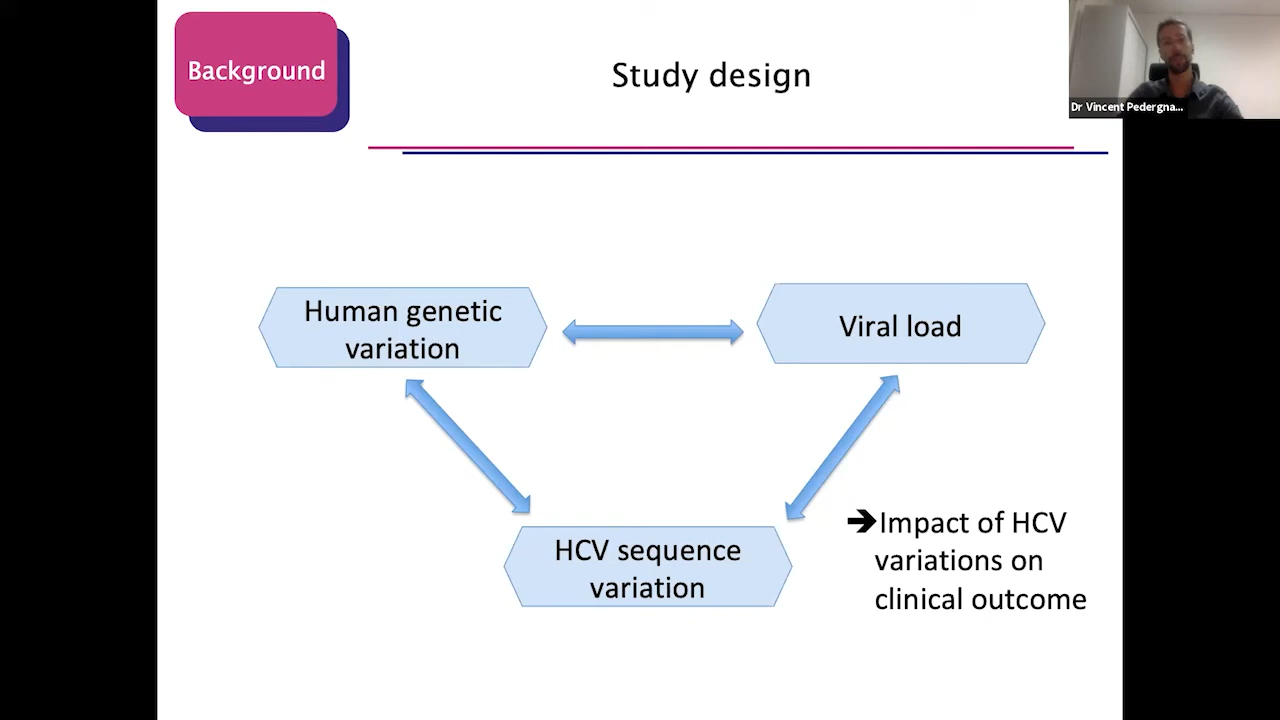 Background
Study design
Dr Vincent Pedergna...
Human genetic
variation
Viral load
HCV sequence
variation
➔Impact of HCV
variations on
clinical outcome